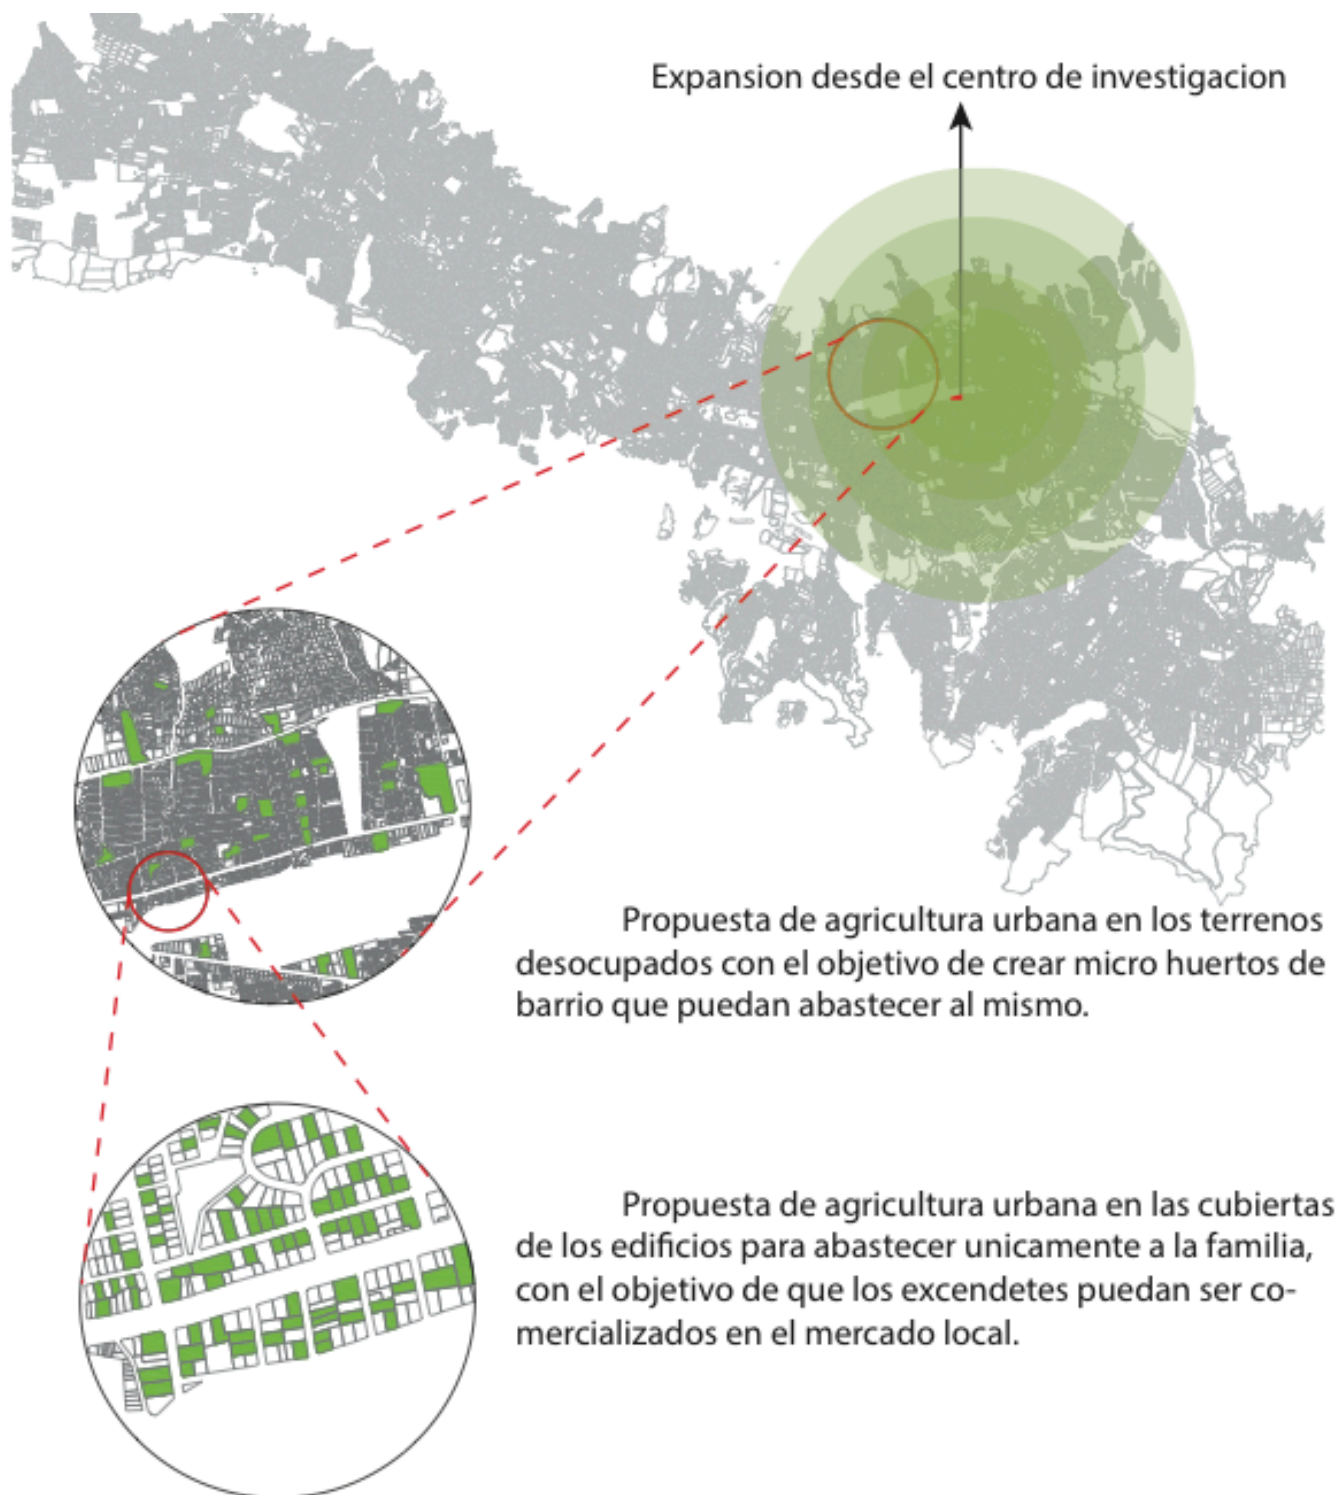 Expansion desde el centro de investigacion
Propuesta de agricultura urbana en los terrenos
desocupados con el objetivo de crear micro huertos de
barrio que puedan abastecer al mismo.
Propuesta de agricultura urbana en las cubiertas
de los edificios para abastecer unicamente a la familia,
con el objetivo de que los excendetes puedan ser co-
mercializados en el mercado local.